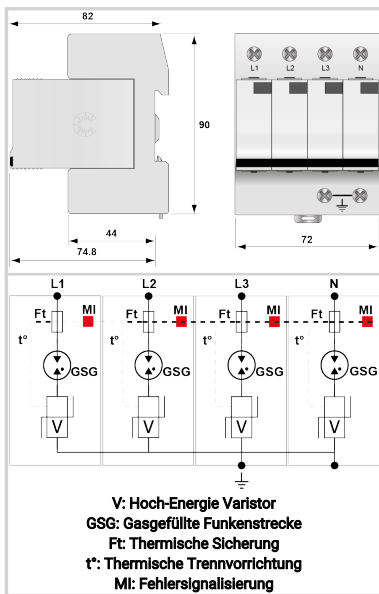 82
L1 L2 L3 N
90
44
74.8
72
L1 L2 L3 N
Ft MI Ft MI Ft MI Ft MI
t° t° t° t°
GSG GSG GSG GSG
V V V V
V: Hoch-Energie Varistor
GSG: Gasgefüllte Funkenstrecke
Ft: Thermische Sicherung
t°: Thermische Trennvorrichtung
MI: Fehlersignalisierung